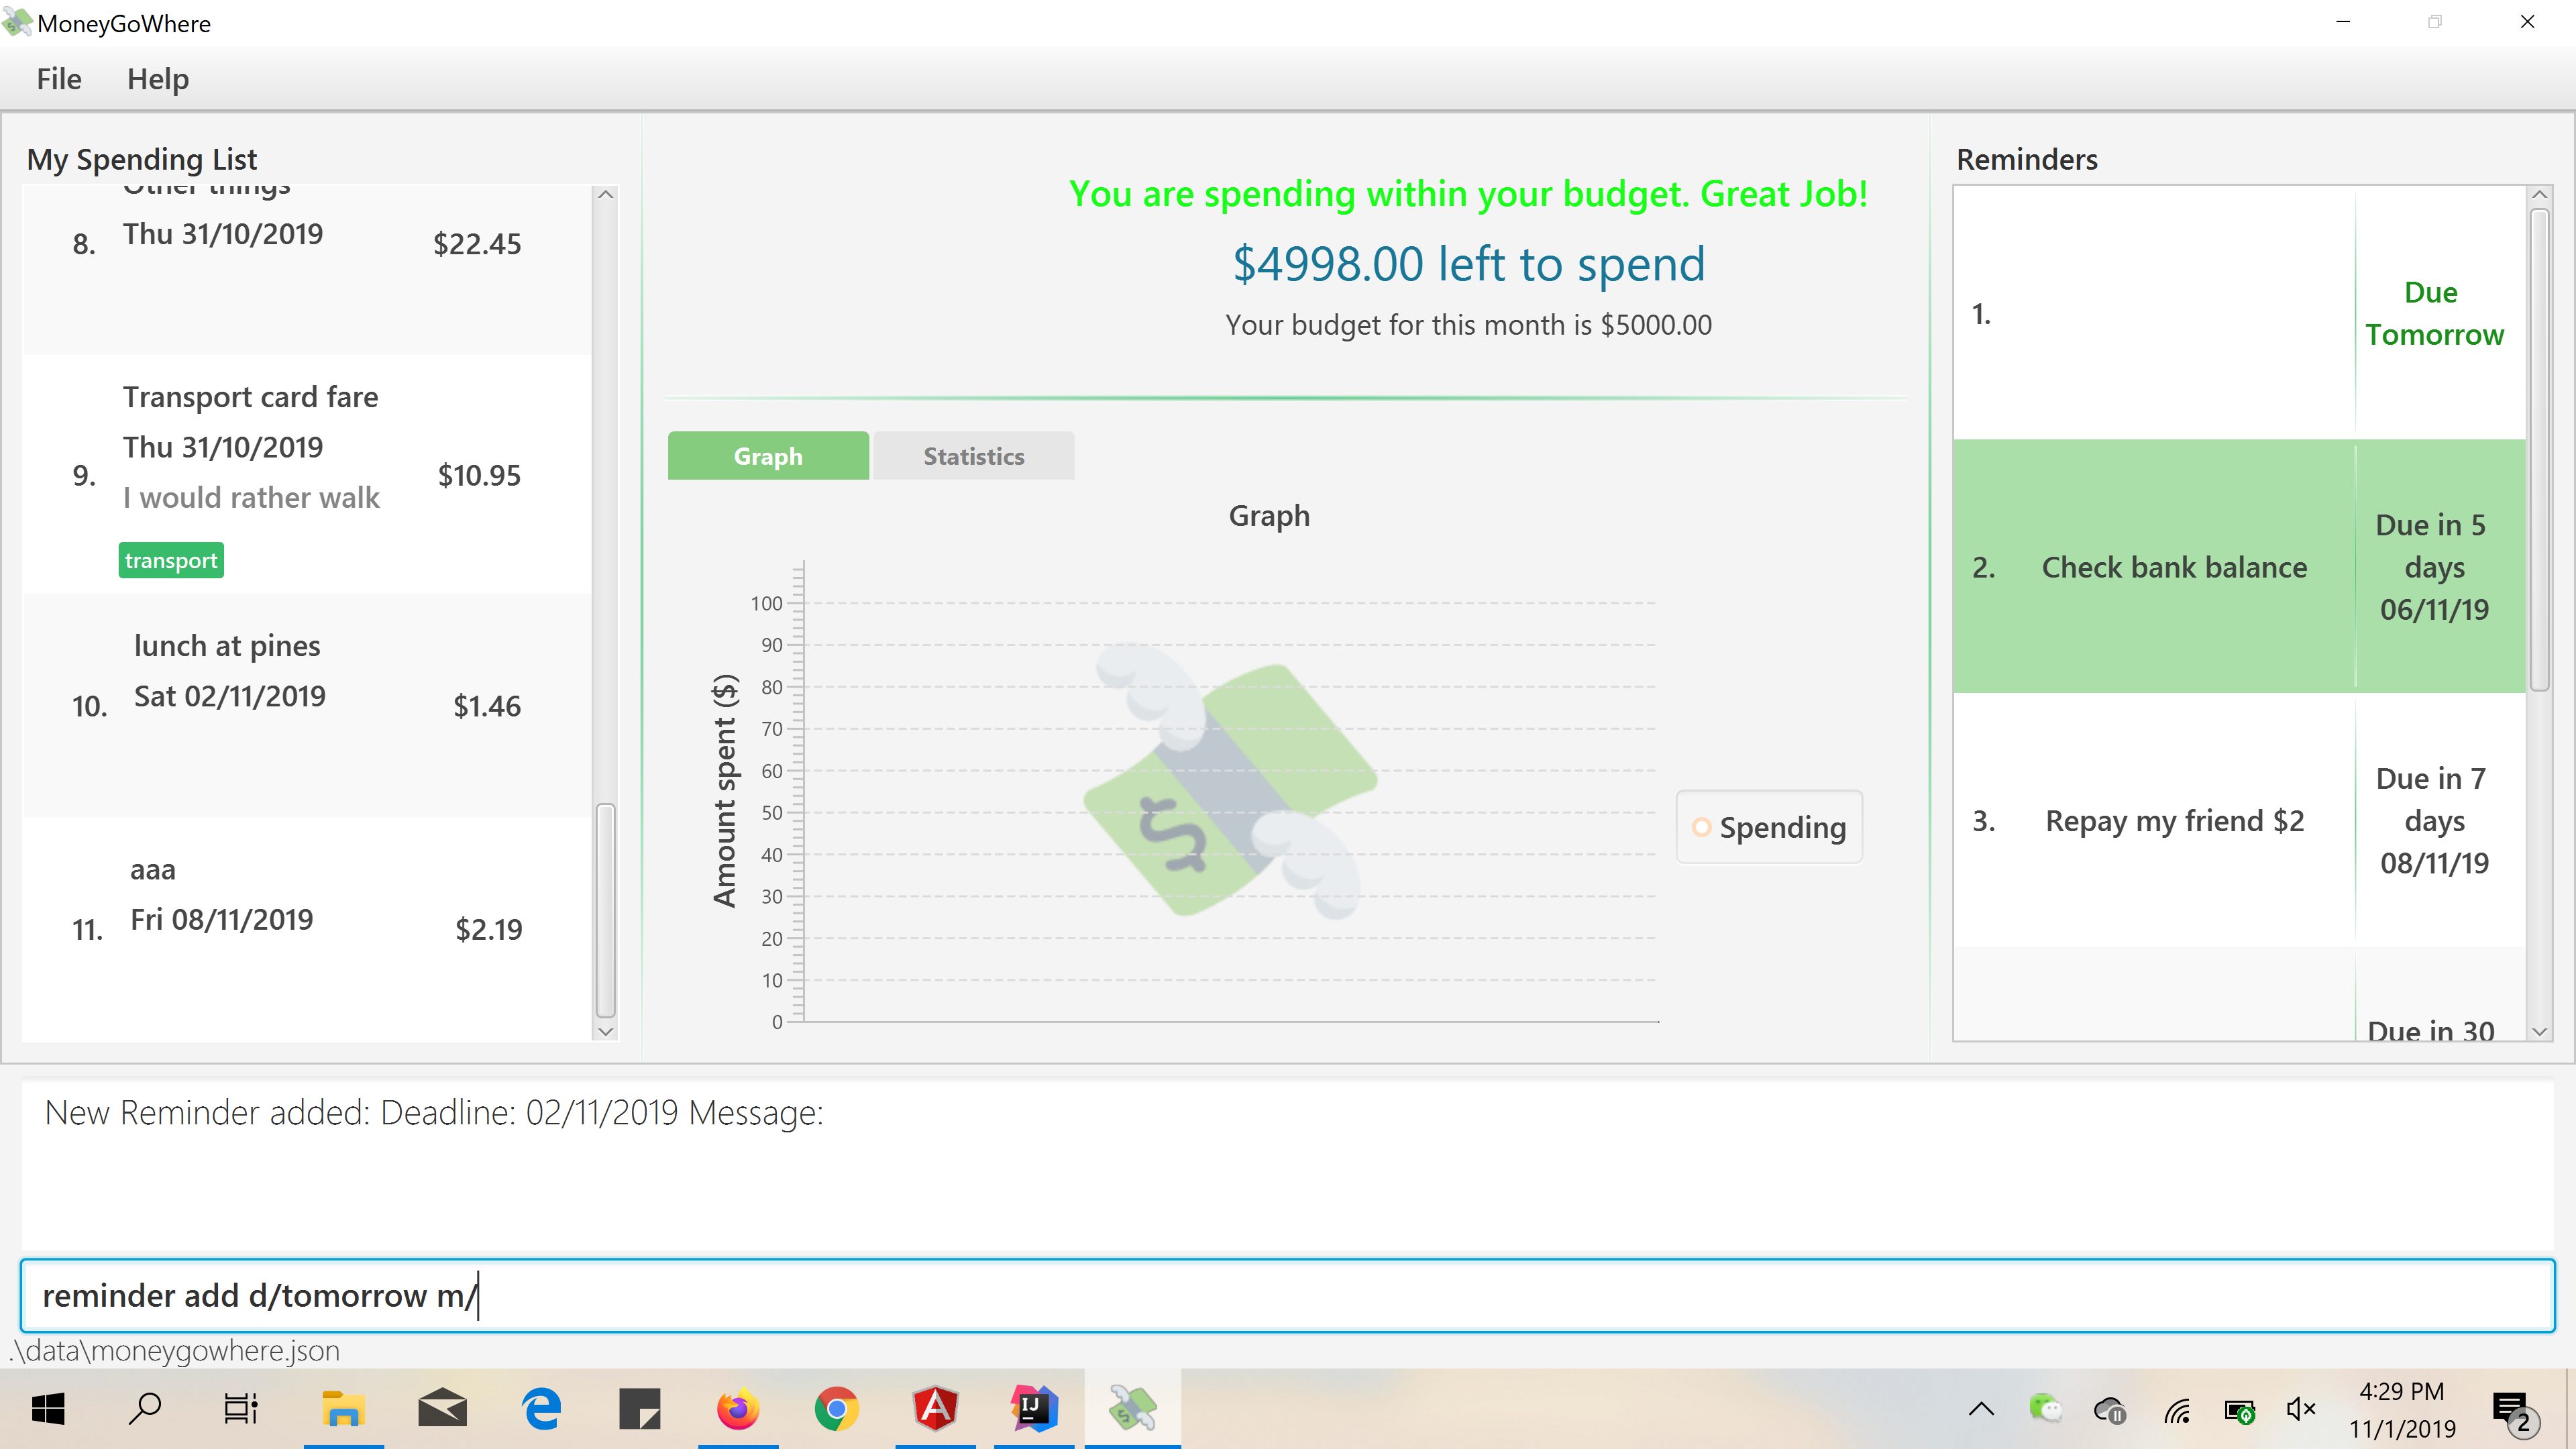 MoneyGoWhere
File Help
My Spending List
Other things
8. Thu 31/10/2019 $22.45
Transport card fare
Thu 31/10/2019
9. $10.95
I would rather walk
transport
lunch at pines
Sat 02/11/2019
10. $1.46
aaa
Fri 08/11/2019
11. $2.19
You are spending within your budget. Great Job!
$4998.00 left to spend
Your budget for this month is $5000.00
Graph Statistics
Graph
Amount spent ($)
100
90
80
70
60
50
40
30
20
10
0
Spending
Reminders
1. Due
Tomorrow
Due in 5
2. Check bank balance days
06/11/19
Due in 7
3. Repay my friend $2 days
08/11/19
Due in 30
New Reminder added: Deadline: 02/11/2019 Message:
reminder add d/tomorrow m/
.\data\moneygowhere.json
4:29 PM
11/1/2019
2